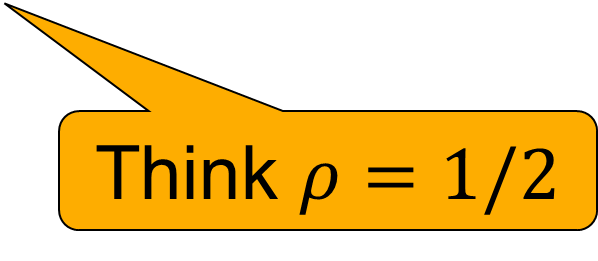 Think ρ = 1/2